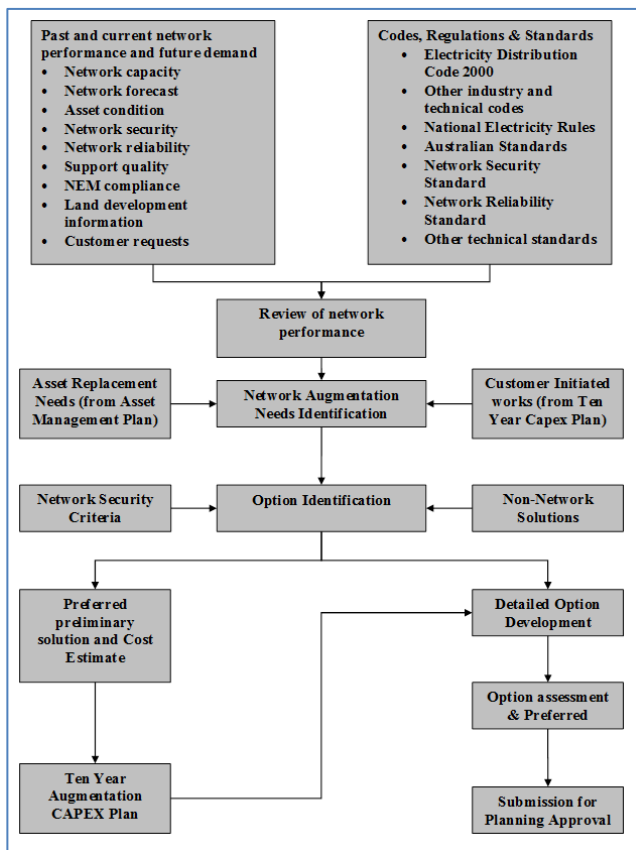 Past and current network
performance and future demand
• Network capacity
• Network forecast
• Asset condition
• Network security
• Network reliability
• Support quality
• NEM compliance
• Land development
information
• Customer requests
Codes, Regulations & Standards
• Electricity Distribution
Code 2000
• Other industry and
technical codes
• National Electricity Rules
• Australian Standards
• Network Security
Standard
• Network Reliability
Standard
• Other technical standards
Review of network
performance
Asset Replacement
Needs (from Asset
Management Plan)
Network Augmentation
Needs Identification
Customer Initiated
works (from Ten
Year Capex Plan)
Network Security
Criteria
Option Identification
Non-Network
Solutions
Preferred
preliminary
solution and Cost
Estimate
Detailed Option
Development
Option assessment
& Preferred
Ten Year
Augmentation
CAPEX Plan
Submission for
Planning Approval